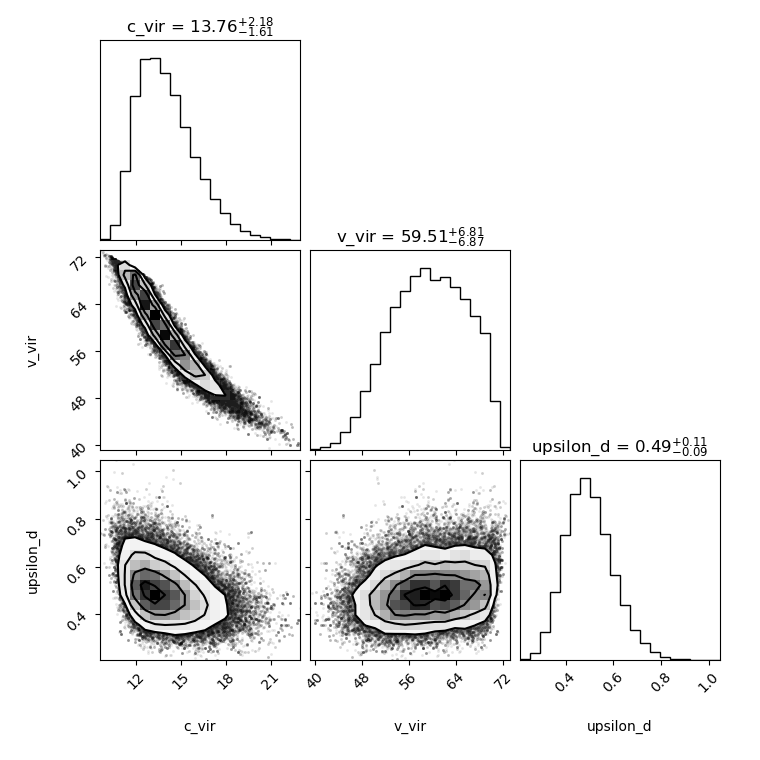 c_vir = 13.76+2.18−1.61
v_vir = 59.51+6.81−6.87
72
64
56
48
40
v_vir
upsilon_d = 0.49+0.11−0.09
1.0
0.8
0.6
0.4
upsilon_d
12 15 18 21
40 48 56 64 72
0.4 0.6 0.8 1.0
c_vir v_vir upsilon_d